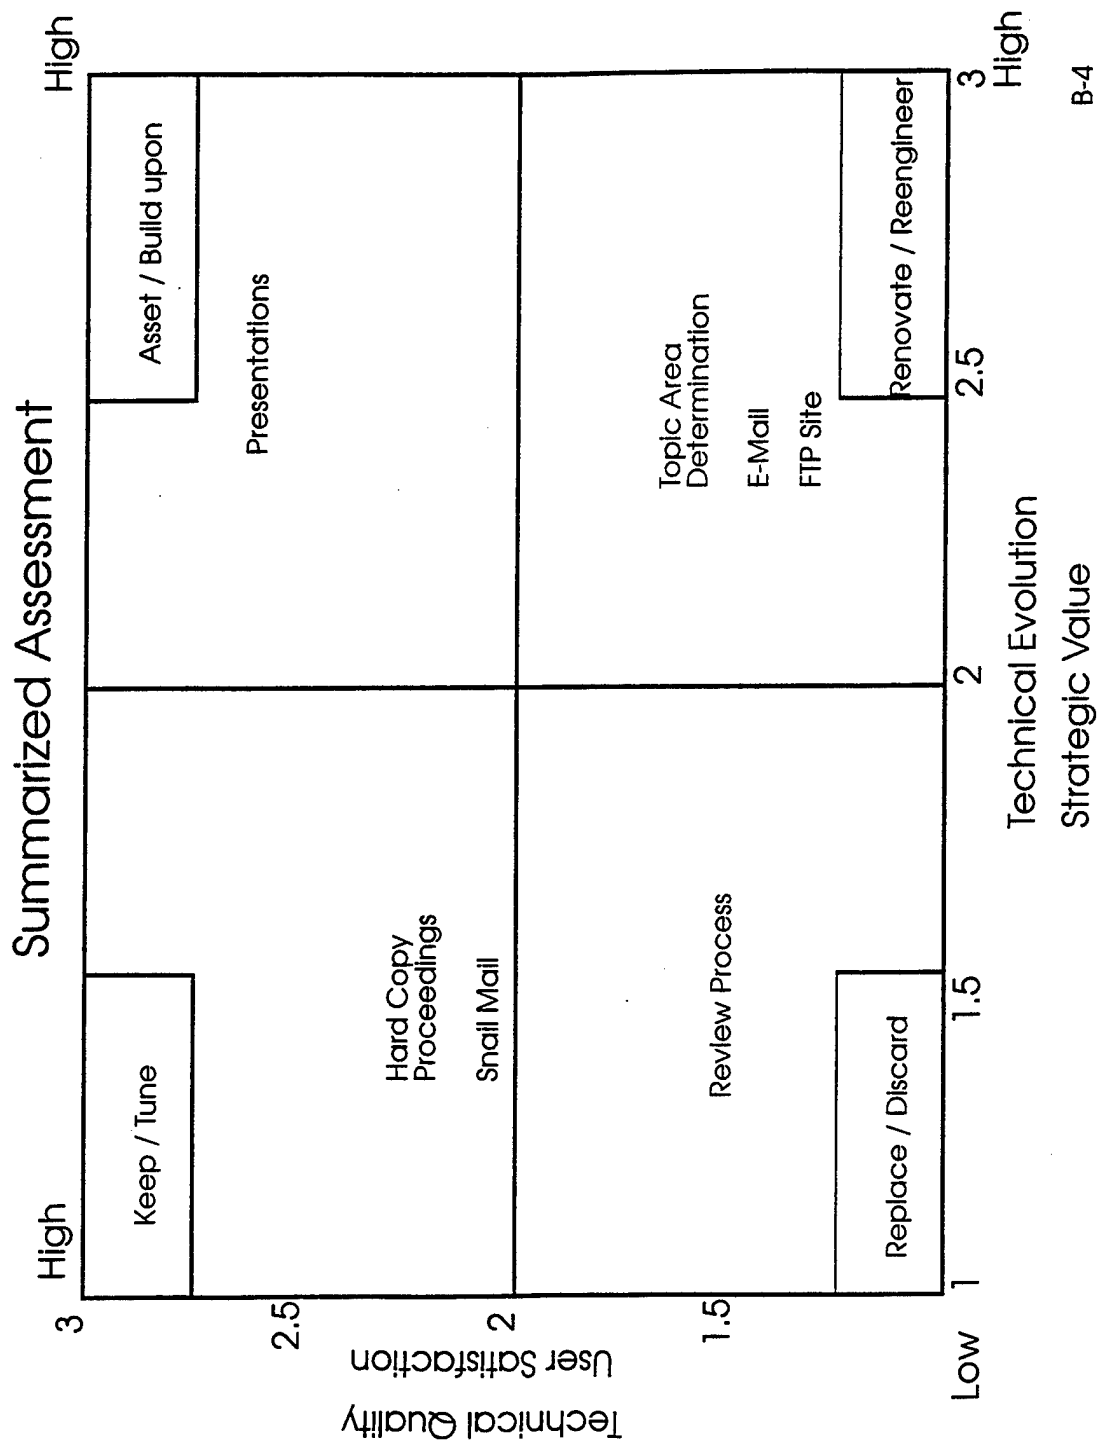 Summarized Assessment
High
High
3
Keep / Tune
Asset / Build upon
Presentations
2.5
Hard Copy
Proceedings
Snail Mail
2
Topic Area
Determination
Review Process
E-Mail
1.5
FTP Site
Replace / Discard
Renovate / Reengineer
Technical Quality
User Satisfaction
Low
1
1.5
2
2.5
3
High
Technical Evolution
Strategic Value
B-4